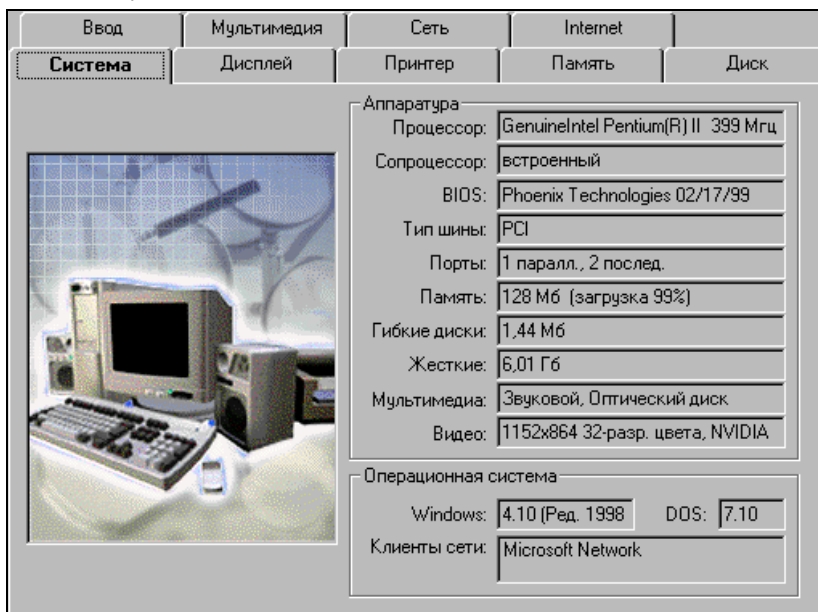 Ввод Мультимедиа Сеть Internet
Система Дисплей Принтер Память Диск
Аппаратура
Процессор: GenuineIntel Pentium(R) II 399 Мгц
Сопроцессор: встроенный
BIOS: Phoenix Technologies 02/17/99
Тип шины: PCI
Порты: 1 паралл., 2 послед.
Память: 128 Мб (загрузка 99%)
Гибкие диски: 1,44 Мб
Жесткие: 6,01 Гб
Мультимедиа: Звуковой, Оптический диск
Видео: 1152x864 32-разр. цвета, NVIDIA
Операционная система
Windows: 4.10 (Ред. 1998 DOS: 7.10
Клиенты сети: Microsoft Network